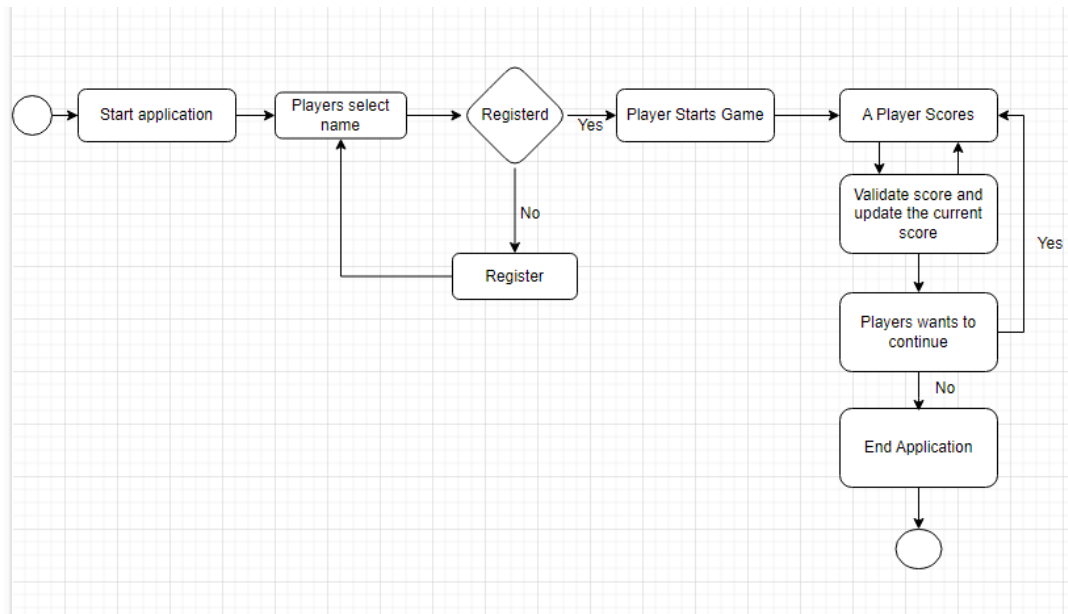 Start application
Players select
name
Registerd
Yes
Player Starts Game
A Player Scores
Validate score and
update the current
score
Yes
No
Register
Players wants to
continue
No
End Application